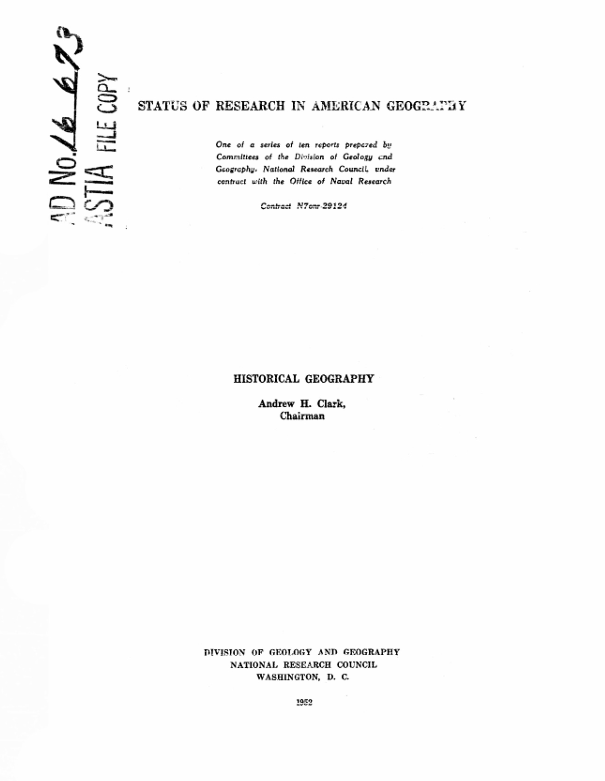 AD No. 16 673
ASTIA FILE COPY
STATUS OF RESEARCH IN AMERICAN GEOGRAPHY
One of a series of ten reports prepared by
Committees of the Division of Geology and
Geography, National Research Council, under
contract with the Office of Naval Research
Contract N7onr-29124
HISTORICAL GEOGRAPHY
Andrew H. Clark,
Chairman
DIVISION OF GEOLOGY AND GEOGRAPHY
NATIONAL RESEARCH COUNCIL
WASHINGTON, D. C.
1952